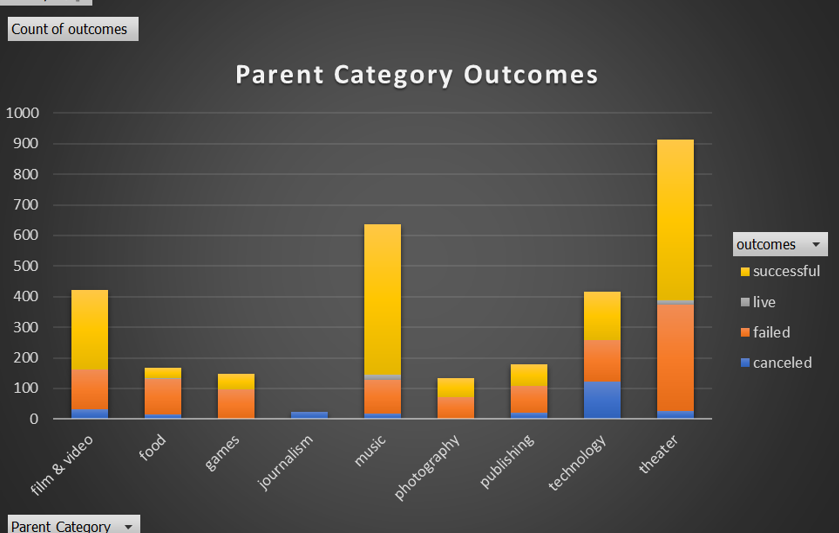 Count of outcomes
Parent Category Outcomes
1000
900
800
700
600
500
400
300
200
100
0
film & video
food
games
journalism
music
photography
publishing
technology
theater
outcomes
successful
live
failed
canceled
Parent Category